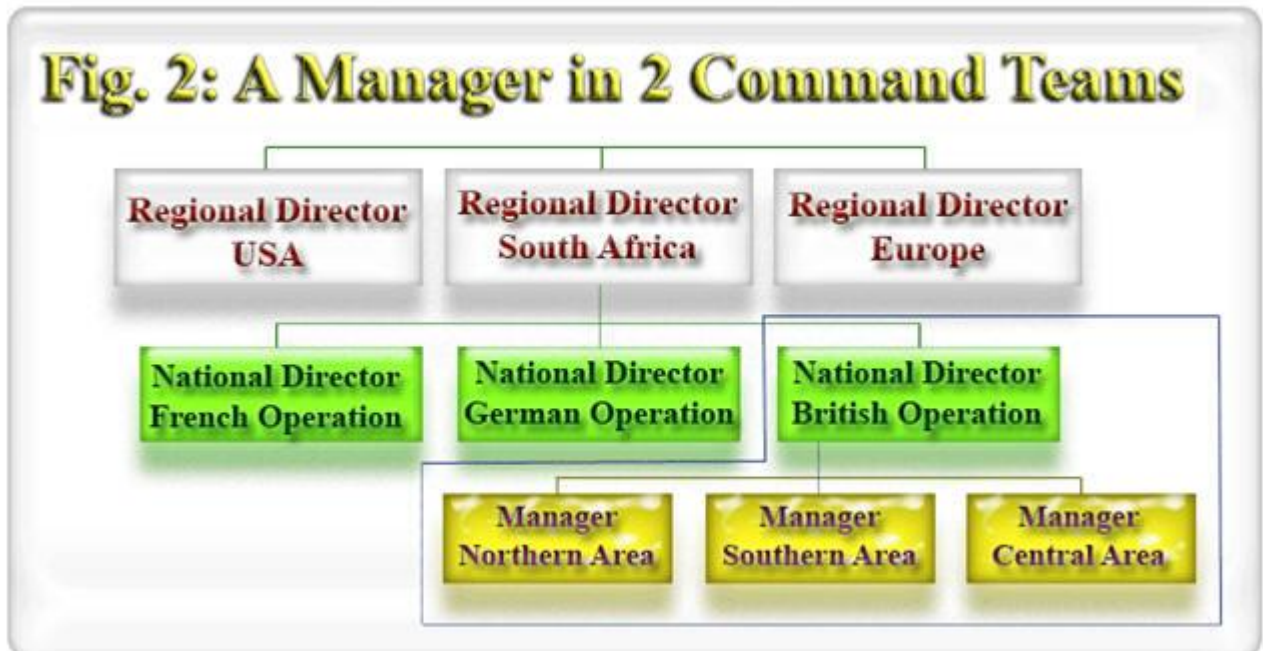 Fig. 2: A Manager in 2 Command Teams
Regional Director
USA
Regional Director
South Africa
Regional Director
Europe
National Director
French Operation
National Director
German Operation
National Director
British Operation
Manager
Northern Area
Manager
Southern Area
Manager
Central Area